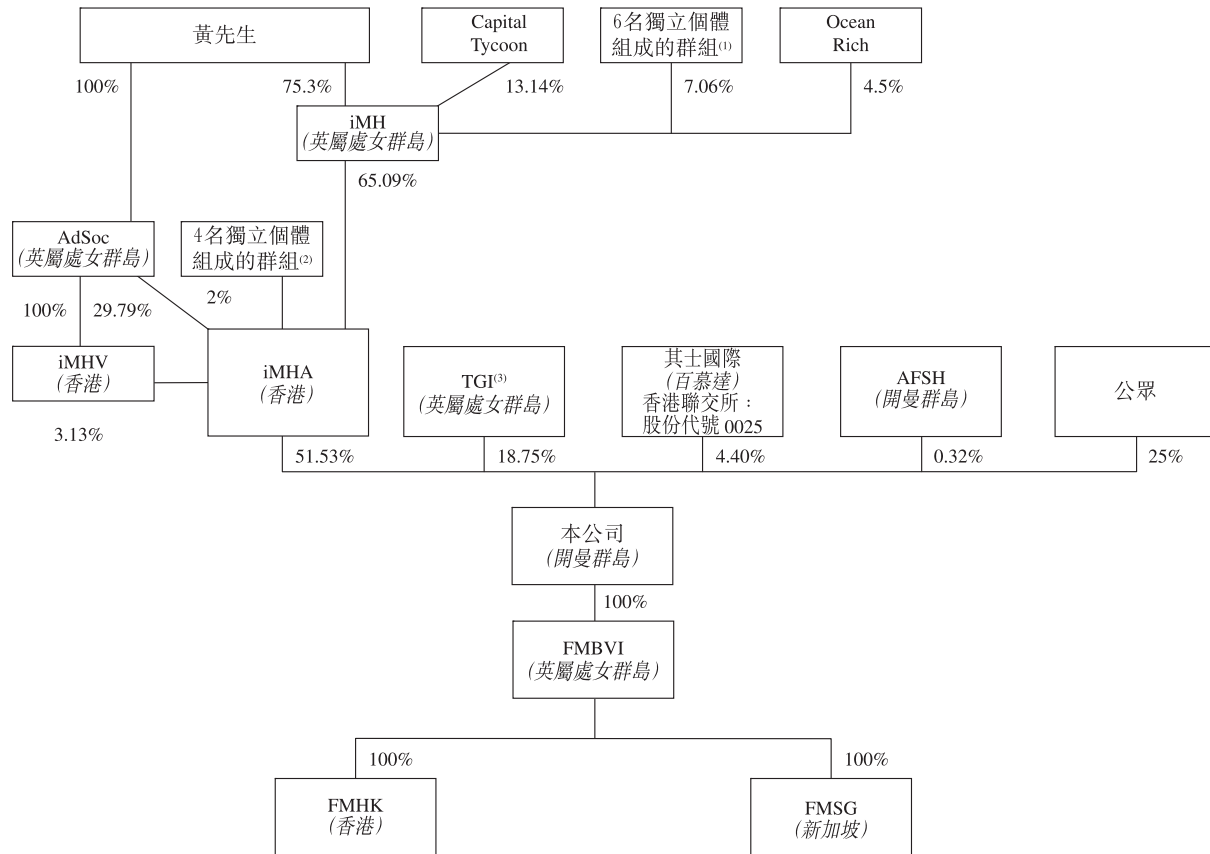 黃先生
Capital
Tycoon
6名獨立個體
組成的群組(1)
Ocean
Rich
100%
75.3%
13.14%
7.06%
4.5%
iMH
(英屬處女群島)
65.09%
AdSoc
(英屬處女群島)
4名獨立個體
組成的群組(2)
100%
29.79%
2%
iMHV
(香港)
iMHA
(香港)
TGI(3)
(英屬處女群島)
其士國際
(百慕達)
香港聯交所：
股份代號 0025
AFSH
(開曼群島)
公眾
3.13%
51.53%
18.75%
4.40%
0.32%
25%
本公司
(開曼群島)
100%
FMBVI
(英屬處女群島)
100%
100%
FMHK
(香港)
FMSG
(新加坡)